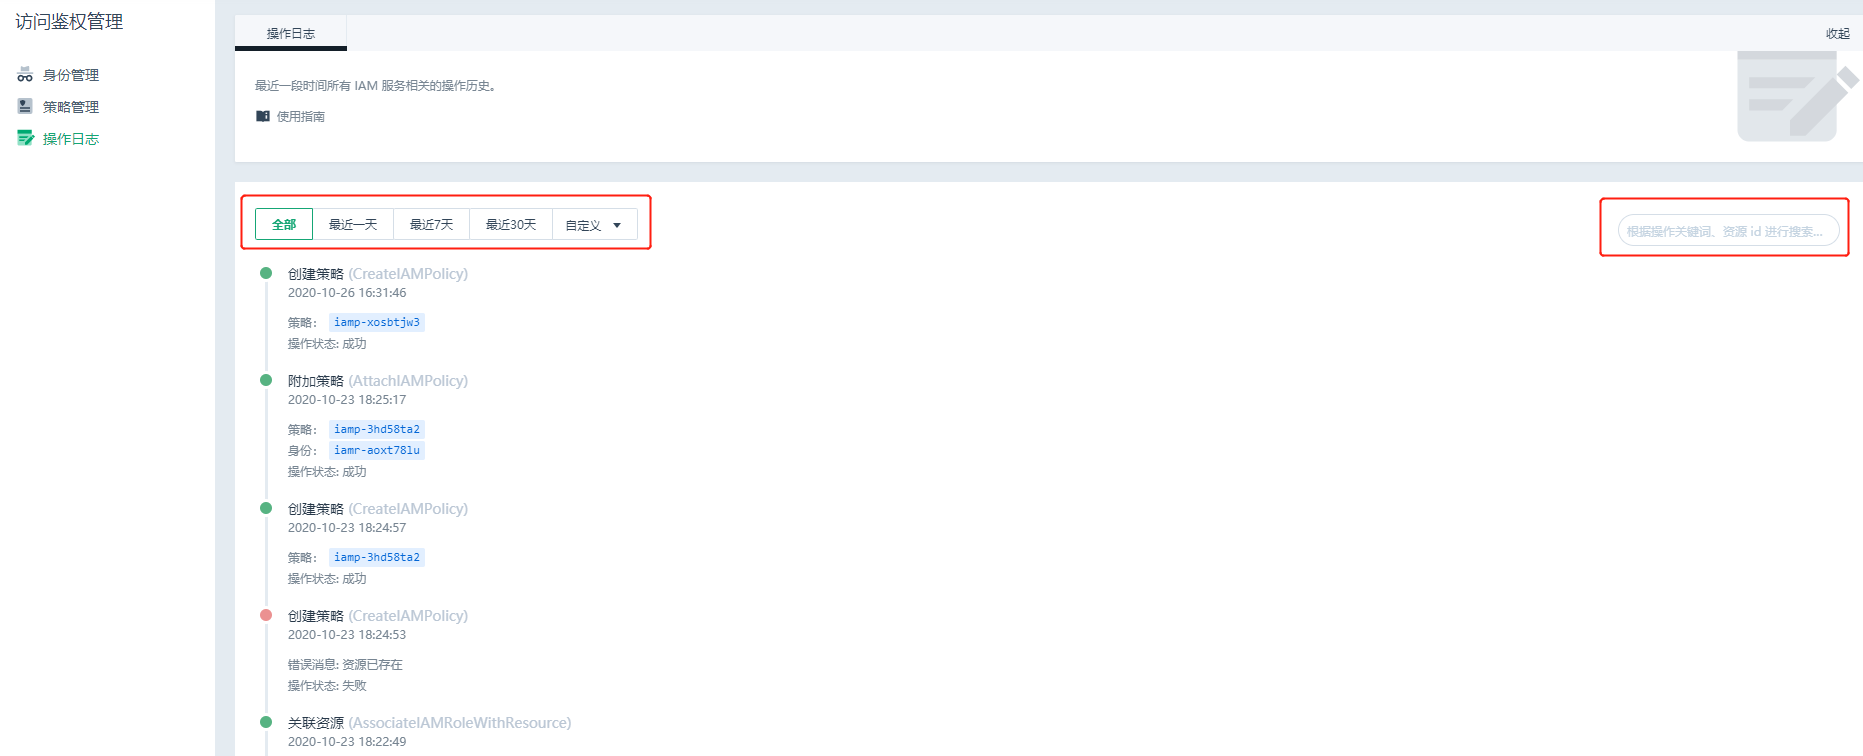 访问鉴权管理
身份管理
策略管理
操作日志
操作日志
收起
最近一段时间所有 IAM 服务相关的操作历史。
使用指南
全部 最近一天 最近7天 最近30天 自定义
根据操作关键词、资源 id 进行搜索...
创建策略 (CreateIAMPolicy)
2020-10-26 16:31:46
策略： iamp-xosbtjw3
操作状态: 成功
附加策略 (AttachIAMPolicy)
2020-10-23 18:25:17
策略： iamp-3hd58ta2
身份： iamr-aoxt78lu
操作状态: 成功
创建策略 (CreateIAMPolicy)
2020-10-23 18:24:57
策略： iamp-3hd58ta2
操作状态: 成功
创建策略 (CreateIAMPolicy)
2020-10-23 18:24:53
错误消息: 资源已存在
操作状态: 失败
关联资源 (AssociateIAMRoleWithResource)
2020-10-23 18:22:49